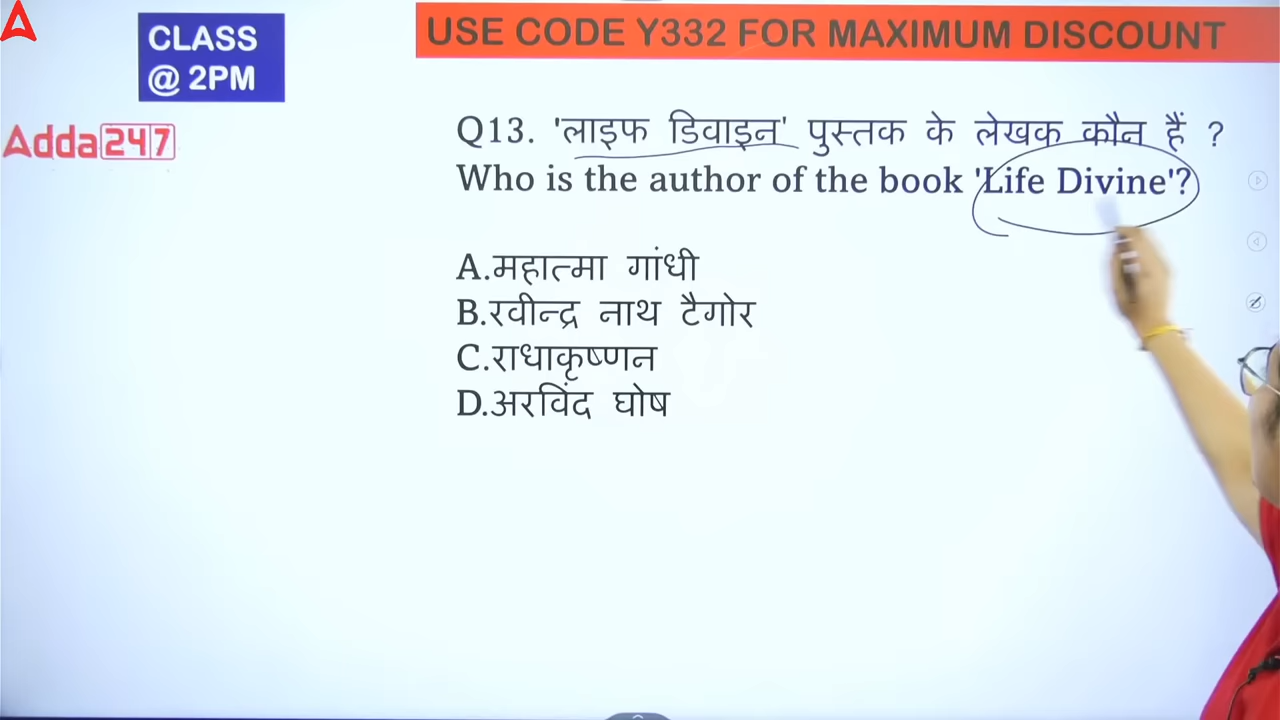 CLASS
@ 2PM
USE CODE Y332 FOR MAXIMUM DISCOUNT
Adda247
Q13. 'लाइफ डिवाइन' पुस्तक के लेखक कौन हैं ?
Who is the author of the book 'Life Divine'?
A.महात्मा गांधी
B.रवीन्द्र नाथ टैगोर
C.राधाकृष्णन
D.अरविंद घोष